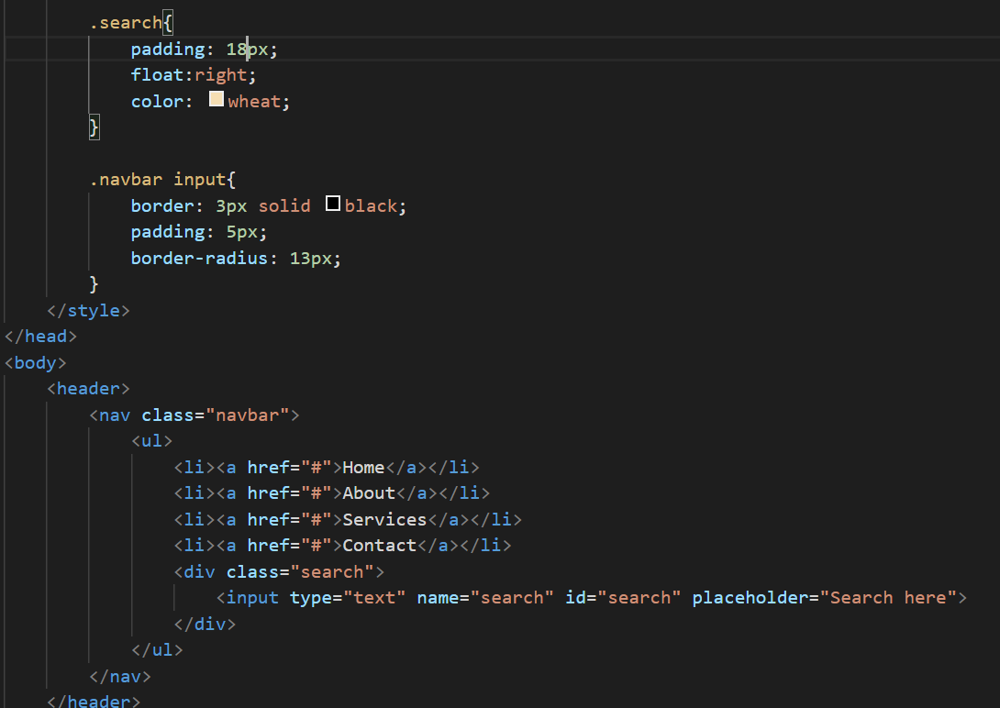 .search{
padding: 18px;
float:right;
color: wheat;
}
.navbar input{
border: 3px solid black;
padding: 5px;
border-radius: 13px;
}
</style>
</head>
<body>
<header>
<nav class="navbar">
<ul>
<li><a href="#">Home</a></li>
<li><a href="#">About</a></li>
<li><a href="#">Services</a></li>
<li><a href="#">Contact</a></li>
<div class="search">
<input type="text" name="search" id="search" placeholder="Search here">
</div>
</ul>
</nav>
</header>